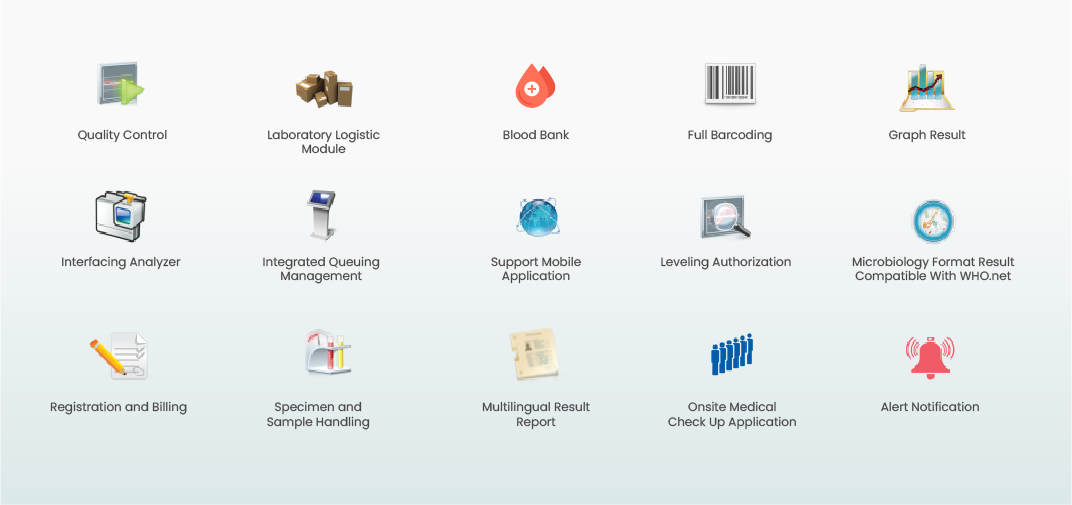 Quality Control
Laboratory Logistic
Module
Blood Bank
Full Barcoding
Graph Result
Interfacing Analyzer
Integrated Queuing
Management
Support Mobile
Application
Leveling Authorization
Microbiology Format Result
Compatible With WHO.net
Registration and Billing
Specimen and
Sample Handling
Multilingual Result
Report
Onsite Medical
Check Up Application
Alert Notification